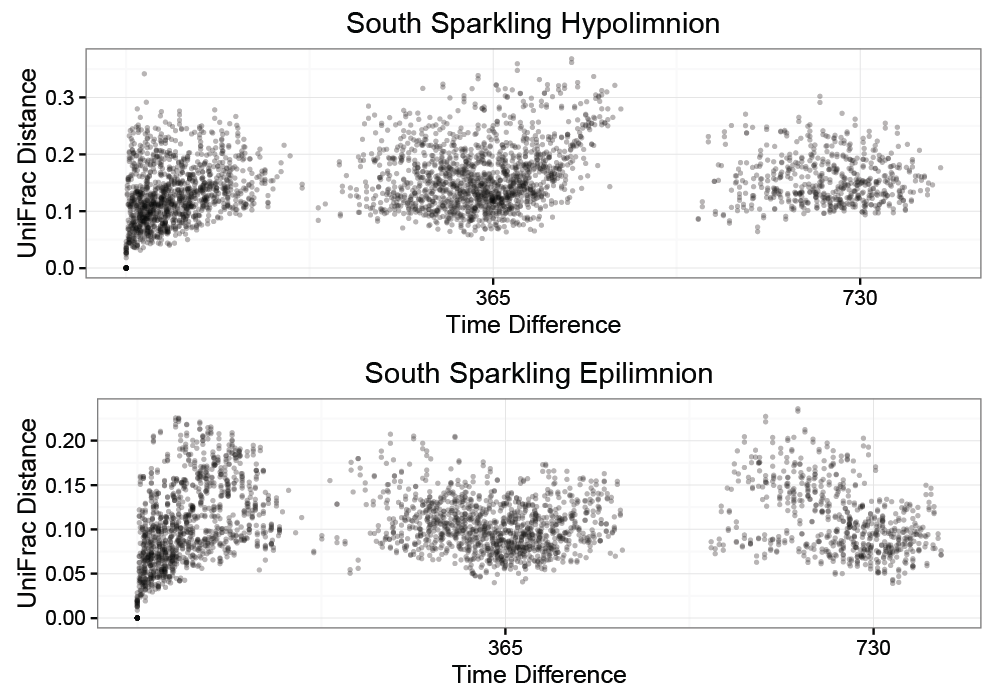 South Sparkling Hypolimnion
UniFrac Distance
0.3
0.2
0.1
0.0
365 730
Time Difference
South Sparkling Epilimnion
UniFrac Distance
0.20
0.15
0.10
0.05
0.00
365 730
Time Difference